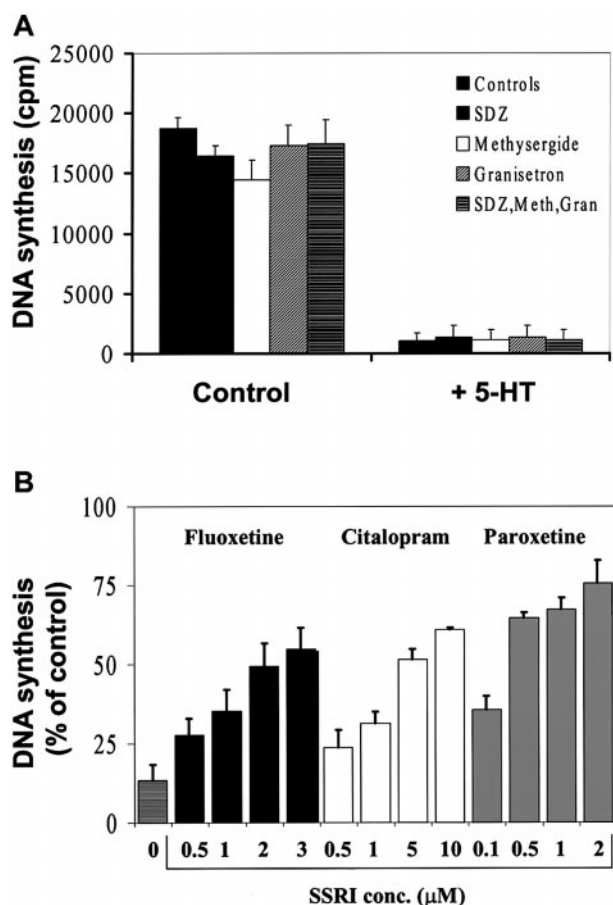 A
DNA synthesis (cpm)
25000
20000
15000
10000
5000
0
Controls
SDZ
Methysergide
Granisetron
SDZ,Meth,Gran
Control
+ 5-HT
B
DNA synthesis
(% of control)
100
75
50
25
0
Fluoxetine Citalopram Paroxetine
0 0.5 1 2 3 0.5 1 5 10 0.1 0.5 1 2
SSRI conc. (μM)